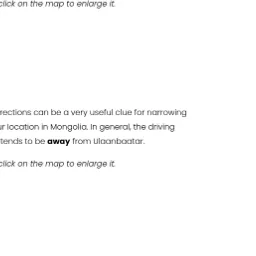 click on the map to enlarge it.
rections can be a very useful clue for narrowing
ur location in Mongolia. In general, the driving
tends to be away from Ulaanbaatar.
click on the map to enlarge it.